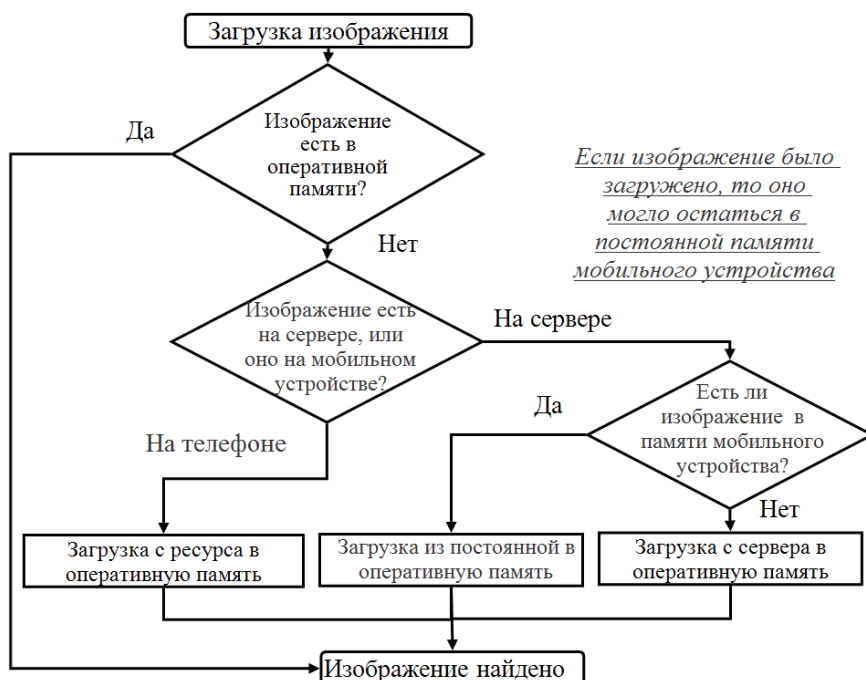 Загрузка изображения
Да
Изображение
есть в
оперативной
памяти?
Если изображение было
загружено, то оно
могло остаться в
постоянной памяти
мобильного устройства
Нет
Изображение есть
на сервере, или
оно на мобильном
устройстве?
На сервере
Есть ли
изображение в
памяти мобильного
устройства?
Да
На телефоне
Нет
Загрузка с ресурса в
оперативную память
Загрузка из постоянной в
оперативную память
Загрузка с сервера в
оперативную память
Изображение найдено